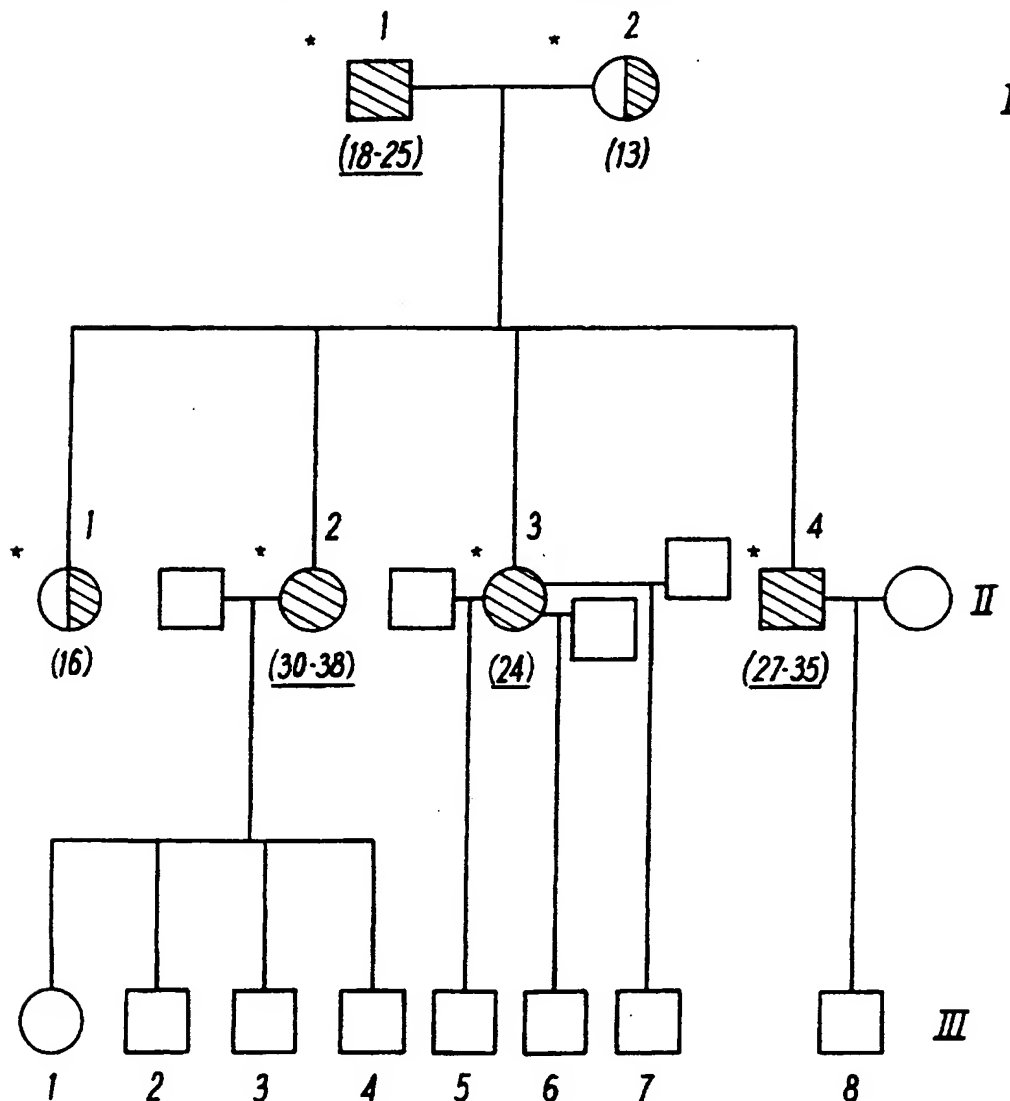 * 1 * 2
I
(18-25) (13)
* 1 * 2 * 3 * 4
II
(16) (30-38) (24) (27-35)
III
1 2 3 4 5 6 7 8